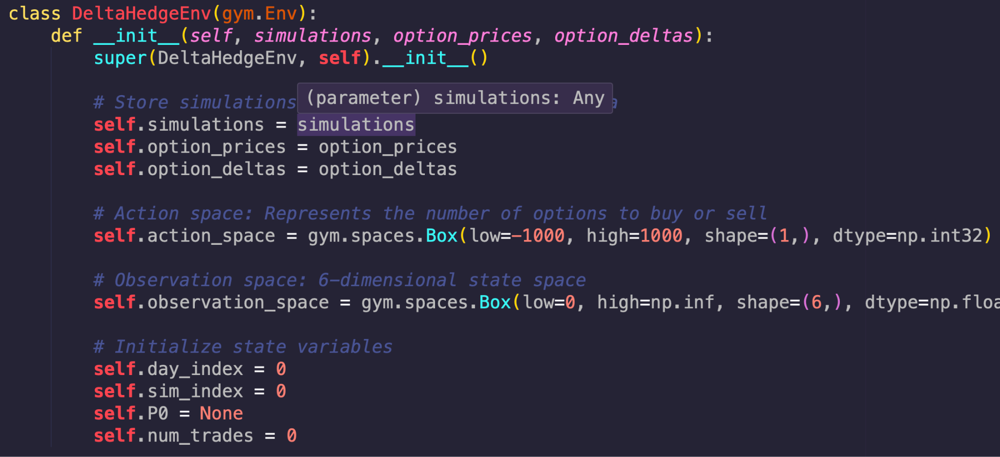 class DeltaHedgeEnv(gym.Env):
def __init__(self, simulations, option_prices, option_deltas):
super(DeltaHedgeEnv, self).__init__()
(parameter) simulations: Any
# Store simulations
self.simulations = simulations
self.option_prices = option_prices
self.option_deltas = option_deltas
# Action space: Represents the number of options to buy or sell
self.action_space = gym.spaces.Box(low=-1000, high=1000, shape=(1,), dtype=np.int32)
# Observation space: 6-dimensional state space
self.observation_space = gym.spaces.Box(low=0, high=np.inf, shape=(6,), dtype=np.floa
# Initialize state variables
self.day_index = 0
self.sim_index = 0
self.P0 = None
self.num_trades = 0